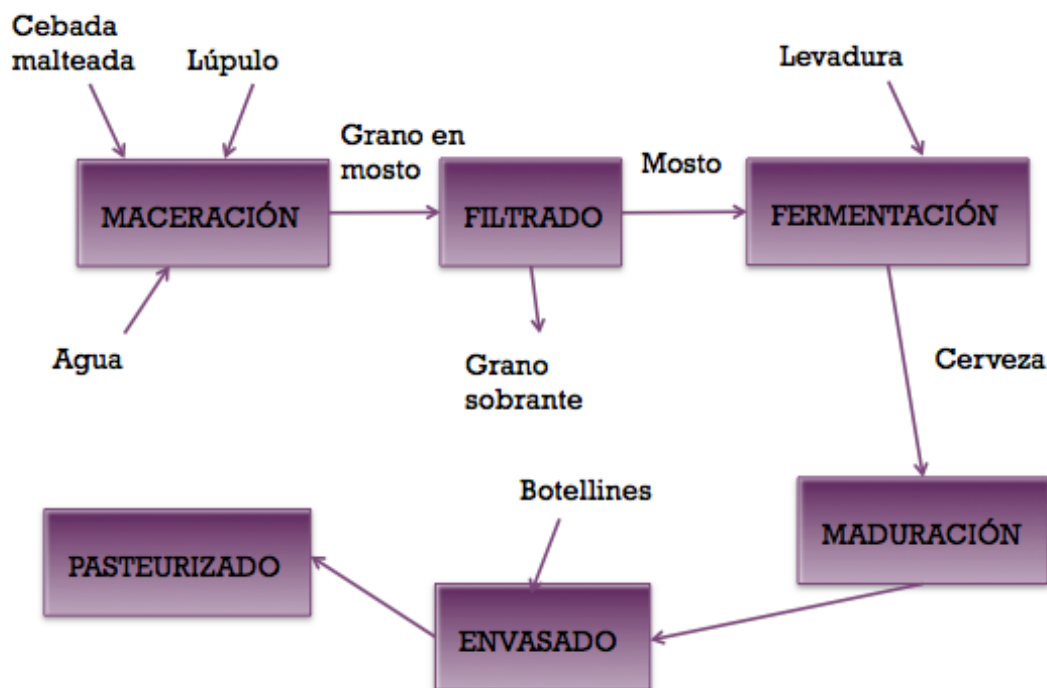 Cebada
malteada
Lúpulo
Levadura
Grano en
mosto
Mosto
MACERACIÓN
FILTRADO
FERMENTACIÓN
Agua
Grano
sobrante
Cerveza
Botellines
MADURACIÓN
PASTEURIZADO
ENVASADO